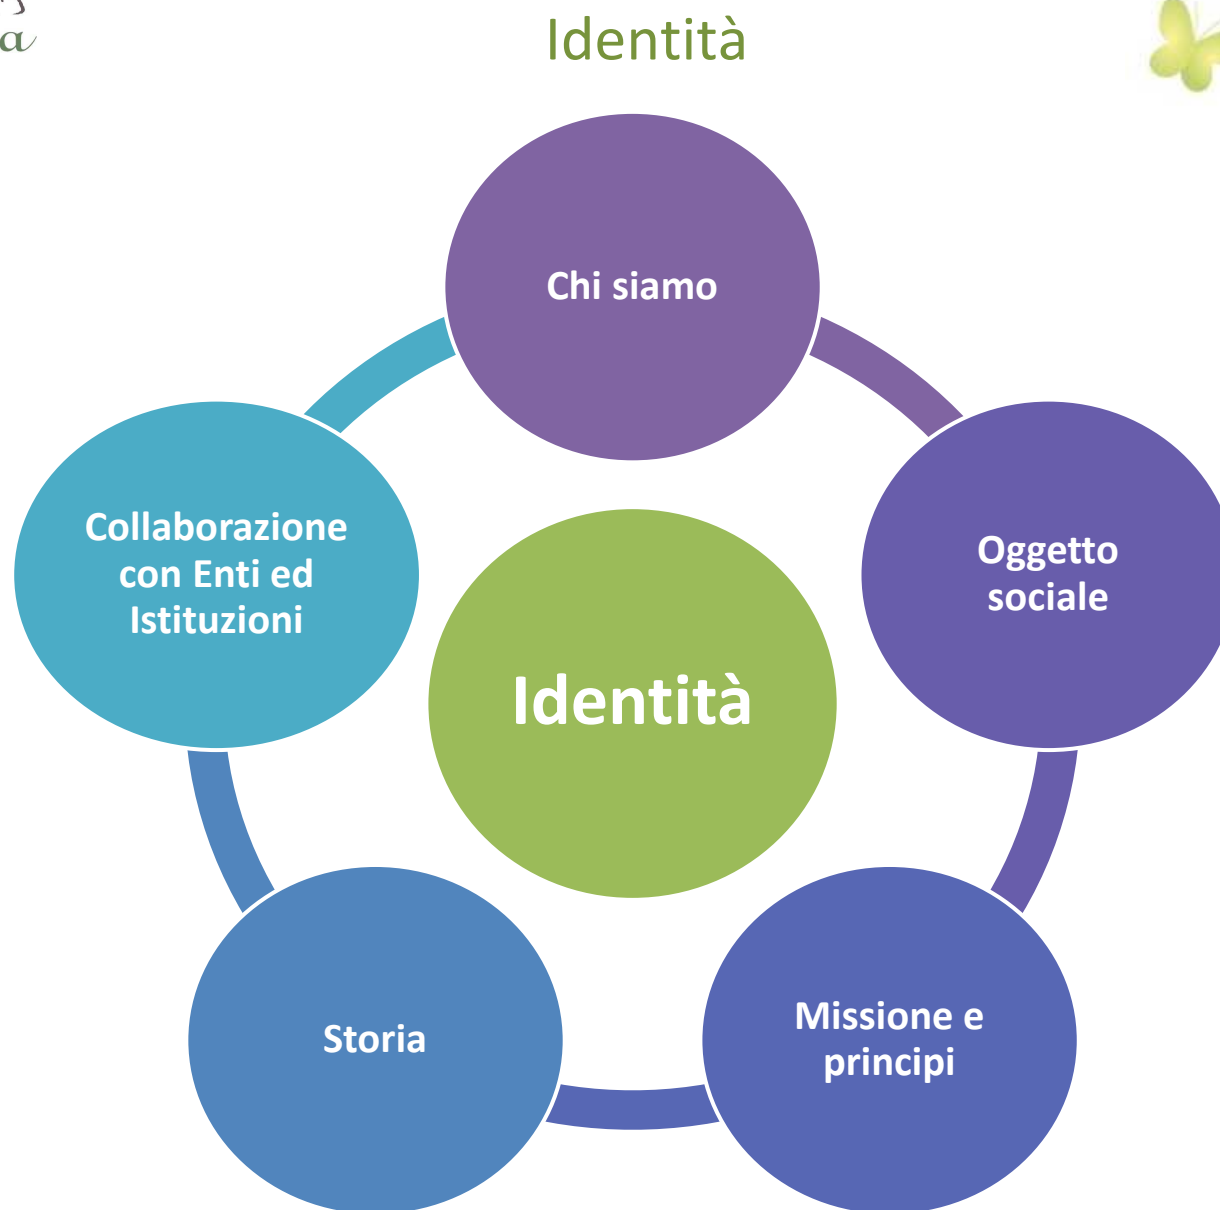 Identità
Chi siamo
Oggetto
sociale
Missione e
principi
Storia
Collaborazione
con Enti ed
Istituzioni
Identità